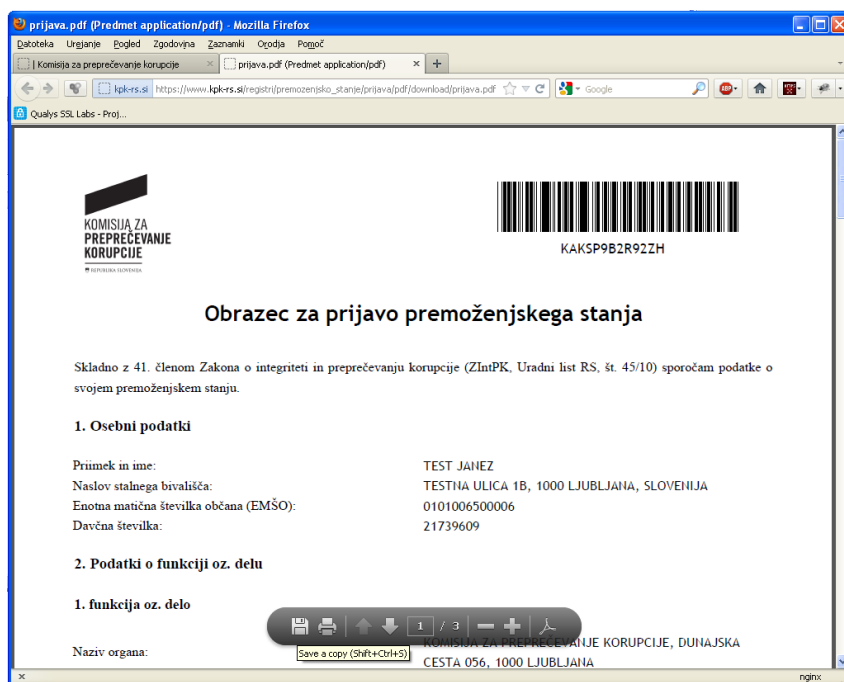 prijava.pdf (Predmet application/pdf) - Mozilla Firefox
Datoteka Urejanje Pogled Zgodovina Zaznamki Orodja Pomoč
| Komisija za preprečevanje korupcije
prijava.pdf (Predmet application/pdf)
kpk-rs.si https://www.kpk-rs.si/registri/premozenjsko_stanje/prijava/pdf/download/prijava.pdf
Google
ABP
Qualys SSL Labs - Proj...
KOMISIJA ZA
PREPREČEVANJE
KORUPCIJE
REPUBLIKA SLOVENIJA
KAKSP9B2R92ZH
Obrazec za prijavo premoženjskega stanja
Skladno z 41. členom Zakona o integriteti in preprečevanju korupcije (ZIntPK, Uradni list RS, št. 45/10) sporočam podatke o
svojem premoženjskem stanju.
1. Osebni podatki
Priimek in ime: TEST JANEZ
Naslov stalnega bivališča: TESTNA ULICA 1B, 1000 LJUBLJANA, SLOVENIJA
Enotna matična številka občana (EMŠO): 0101006500006
Davčna številka: 21739609
2. Podatki o funkciji oz. delu
1. funkcija oz. delo
1 / 3
Naziv organa: KOMISIJA ZA PREPREČEVANJE KORUPCIJE, DUNAJSKA
CESTA 056, 1000 LJUBLJANA
Save a copy (Shift+Ctrl+S)
x
nginx